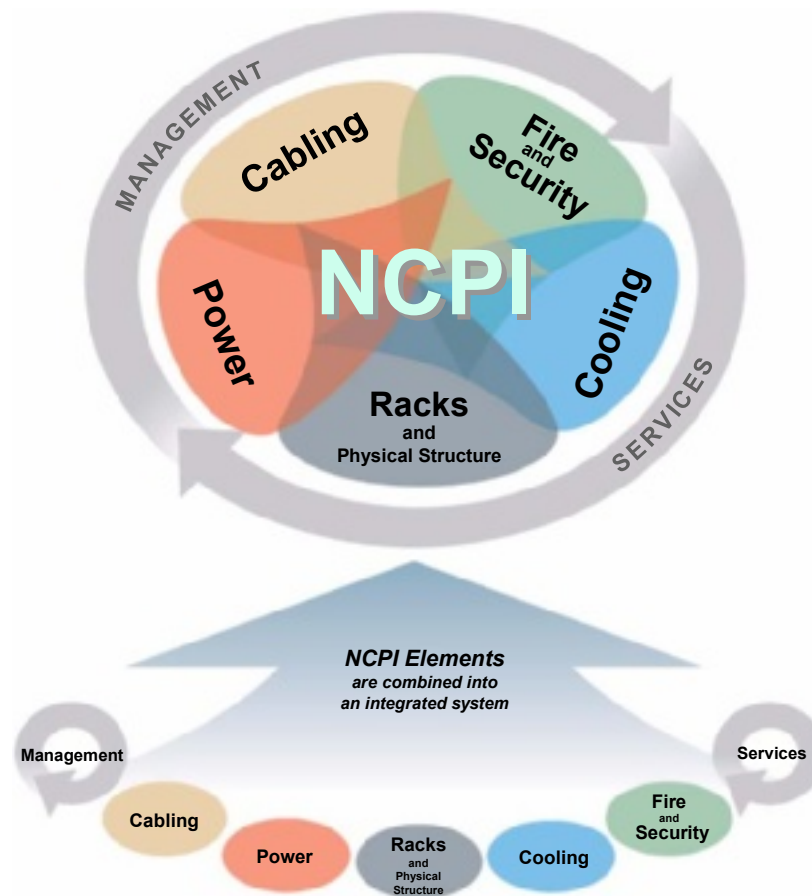 MANAGEMENT
Cabling
Fire
and
Security
NCPI
Power
Cooling
Racks
and
Physical Structure
SERVICES
NCPI Elements
are combined into
an integrated system
Management
Services
Cabling
Power
Racks
and
Physical
Structure
Cooling
Fire
and
Security